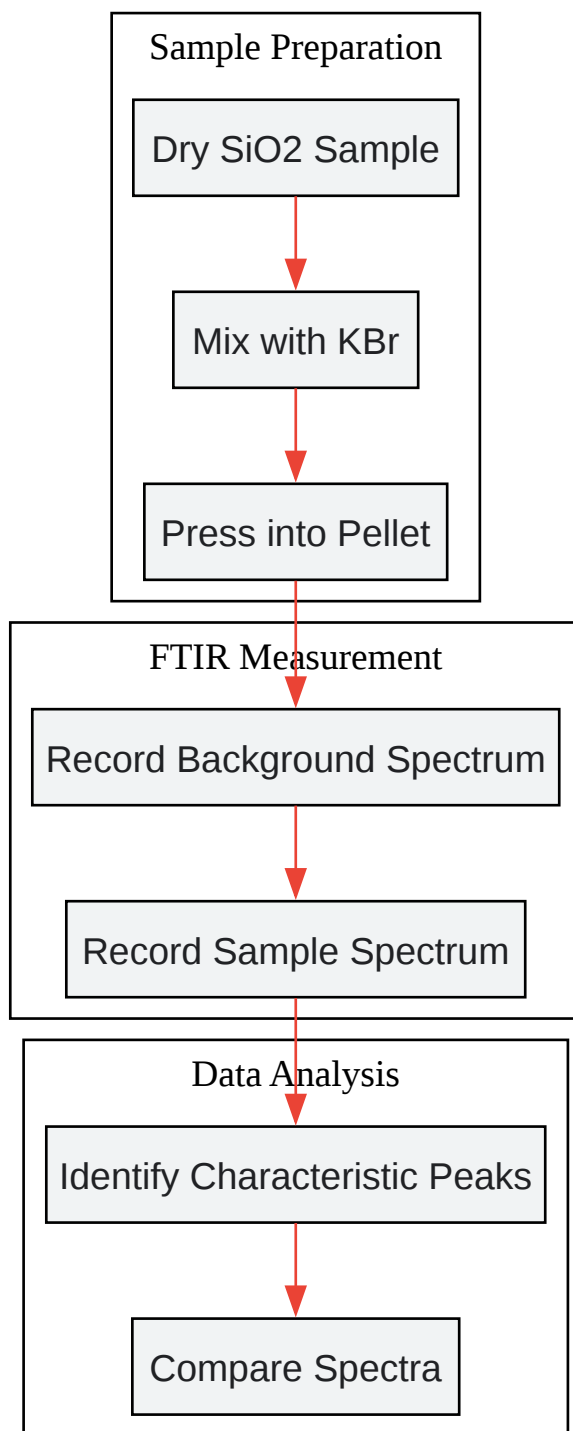 Sample Preparation
Dry SiO2 Sample
Mix with KBr
Press into Pellet
FTIR Measurement
Record Background Spectrum
Record Sample Spectrum
Data Analysis
Identify Characteristic Peaks
Compare Spectra